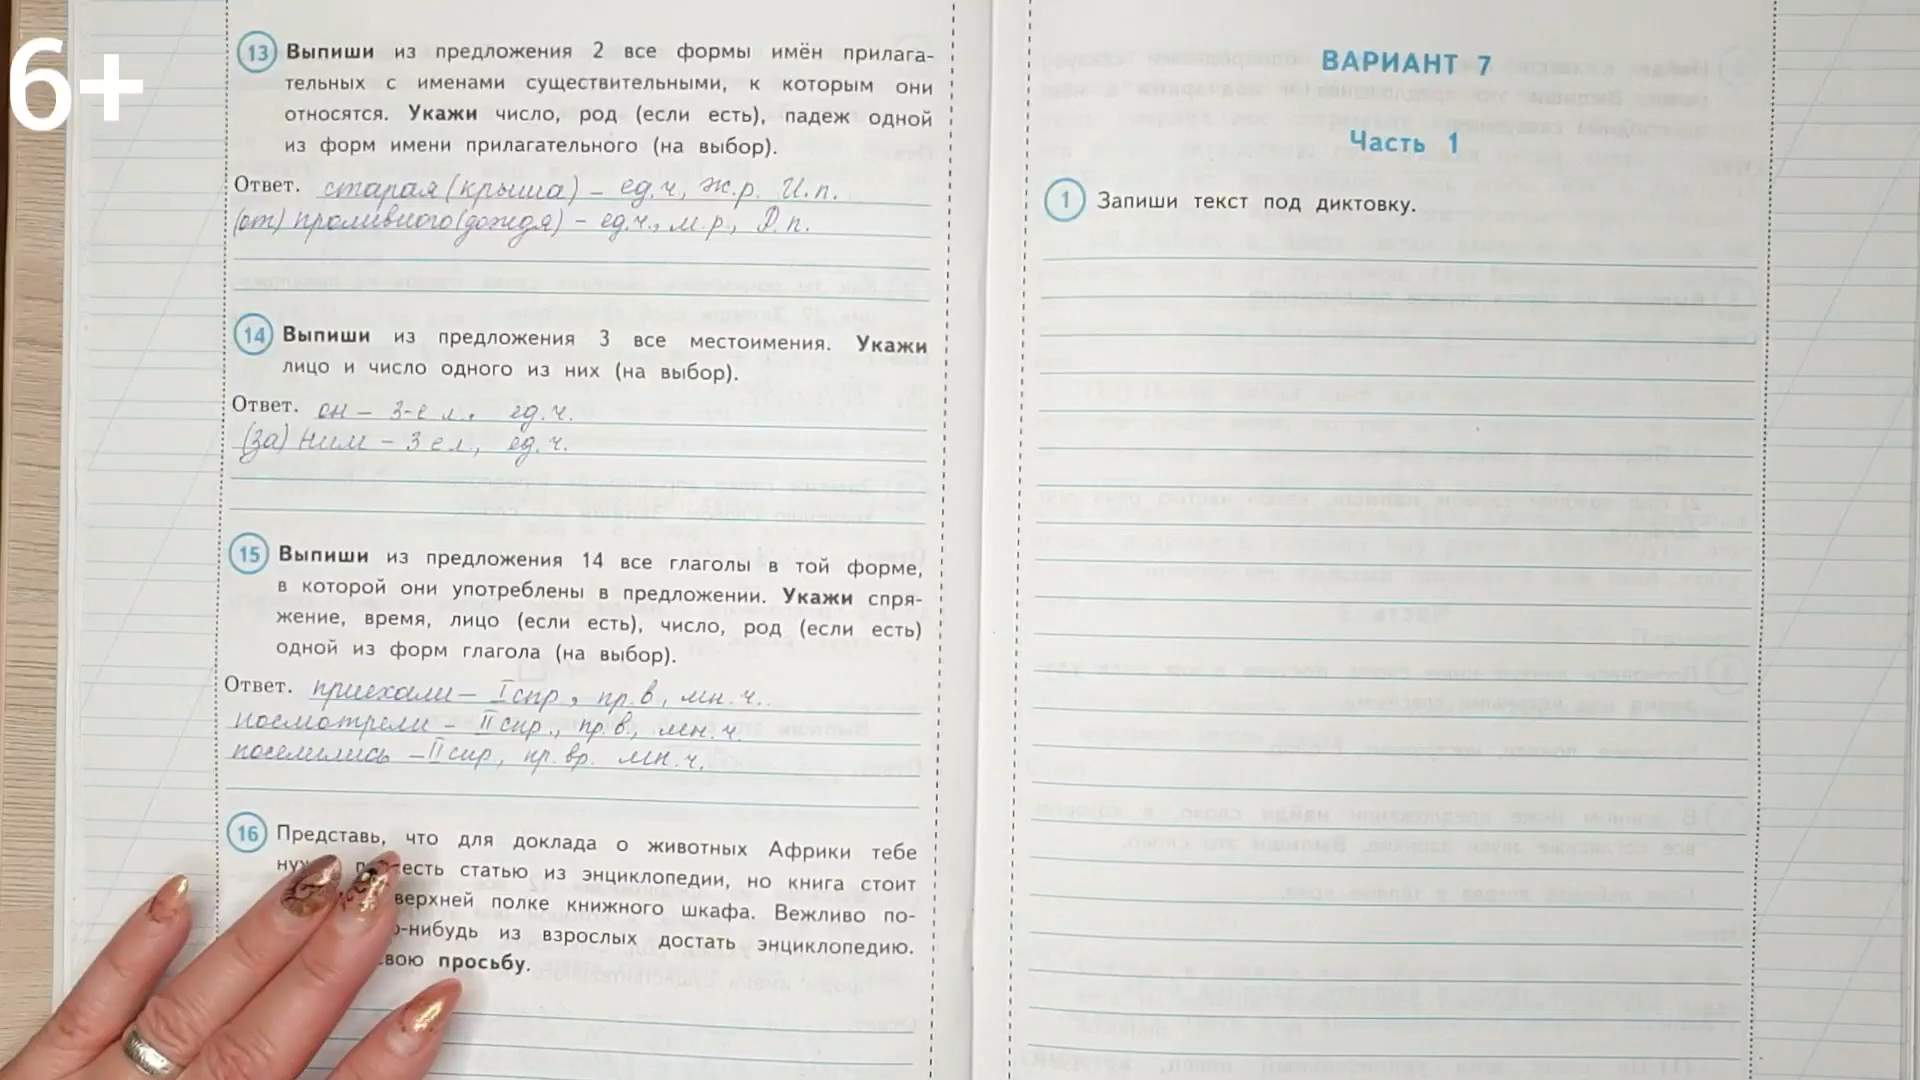 6+
13 Выпиши из предложения 2 все формы имён прилага-
тельных с именами существительными, к которым они
относятся. Укажи число, род (если есть), падеж одной
из форм имени прилагательного (на выбор).
Ответ. старая (крыша) – ед.ч, ж.р. И.п.
(от) проливного (дождя) – ед.ч., м.р., Р.п.
14 Выпиши из предложения 3 все местоимения. Укажи
лицо и число одного из них (на выбор).
Ответ. он – 3-е л., ед.ч.
(за) ним – 3 е л., ед.ч.
15 Выпиши из предложения 14 все глаголы в той форме,
в которой они употреблены в предложении. Укажи спря-
жение, время, лицо (если есть), число, род (если есть)
одной из форм глагола (на выбор).
Ответ. приехали – I спр., пр.в., мн.ч.
посмотрели – II спр., пр.в., мн.ч.
поселились – II спр., пр.вр. мн.ч.
16 Представь, что для доклада о животных Африки тебе
есть статью из энциклопедии, но книга стоит
верхней полке книжного шкафа. Вежливо по-
о-нибудь из взрослых достать энциклопедию.
свою просьбу.
ВАРИАНТ 7
Часть 1
1 Запиши текст под диктовку.